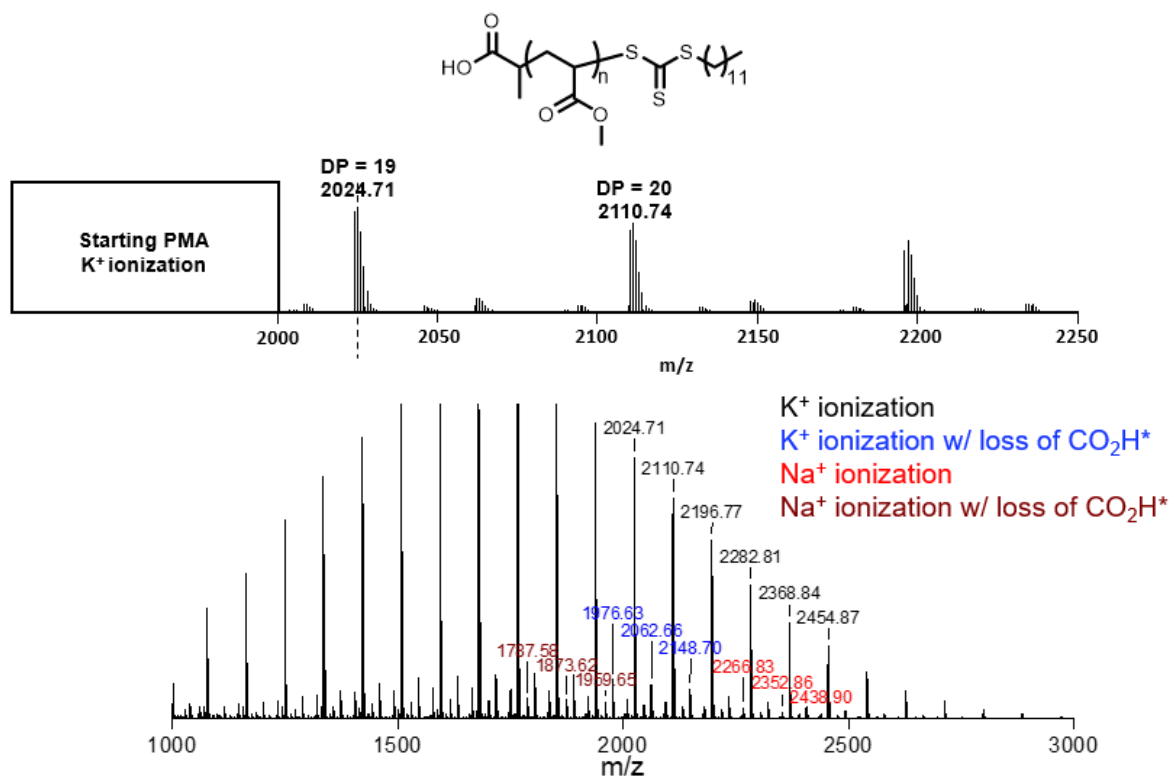 O
HO
n
S
S
11
S
O
O
DP = 19
2024.71
DP = 20
2110.74
Starting PMA
K⁺ ionization
2000
2050
2100
2150
2200
2250
m/z
K⁺ ionization
K⁺ ionization w/ loss of CO₂H*
Na⁺ ionization
Na⁺ ionization w/ loss of CO₂H*
2024.71
2110.74
2196.77
2282.81
2368.84
2454.87
1976.63
2062.66
2148.70
1787.58
1873.62
1959.65
2266.83
2352.86
2438.90
1000
1500
2000
2500
3000
m/z